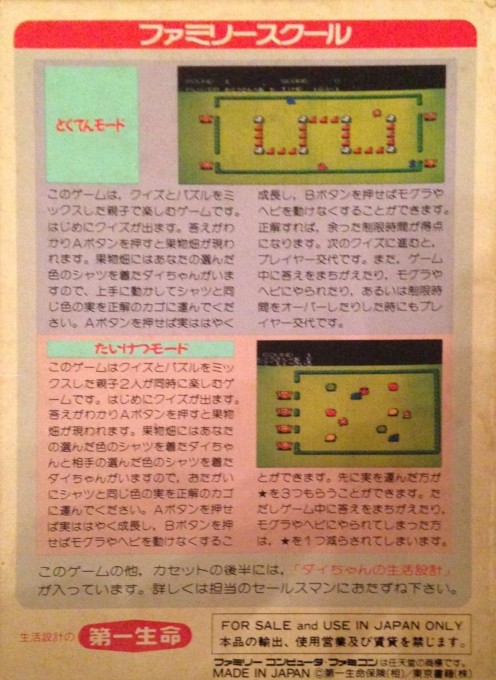 ファミリースクール
とくてんモード
このゲームは，クイズとパズルをミ
ックスした親子で楽しむゲームです。
はじめにクイズが出ます。答えがわ
かりAボタンを押すと果物畑が現わ
れます。果物畑にはあなたの選んだ
色のシャツを着たダイちゃんがいま
すので，上手に動かしてシャツと同
じ色の実を正解のカゴに運んでくだ
さい。Aボタンを押せば実ははやく
成長し，Bボタンを押せばモグラや
ヘビを動けなくすることができます。
正解すれば，余った制限時間が得点
になります。次のクイズに進むと，
プレイヤー交代です。また，ゲーム
中に答えをまちがえたり，モグラや
ヘビにやられたり，あるいは制限時
間をオーバーしたりした時にもプレ
イヤー交代です。
たいけつモード
このゲームはクイズとパズルをミッ
クスした親子2人が同時に楽しむゲ
ームです。はじめにクイズが出ます。
答えがわかりAボタンを押すと果物
畑が現われます。果物畑にはあなた
の選んだ色のシャツを着たダイちゃ
んと相手の選んだ色のシャツを着た
ダイちゃんがいますので，おたがい
にシャツと同じ色の実を正解のカゴ
に運んでください。Aボタンを押せ
ば実ははやく成長し，Bボタンを押
せばモグラやヘビを動けなくするこ
とができます。先に実を運んだ方が
★を3つもらうことができます。た
だしゲーム中に答えをまちがえたり，
モグラやヘビにやられてしまった方
は，★を1つ減らされてしまいます。
このゲームの他，カセットの後半には，「ダイちゃんの生活設計」
が入っています。詳しくは担当のセールスマンにおたずね下さい。
生活設計の 第一生命
FOR SALE and USE IN JAPAN ONLY
本品の輸出、使用営業及び賃貸を禁じます。
ファミリー コンピュータ・ファミコンは任天堂の商標です。
MADE IN JAPAN ©第一生命保険(相)/東京書籍(株)